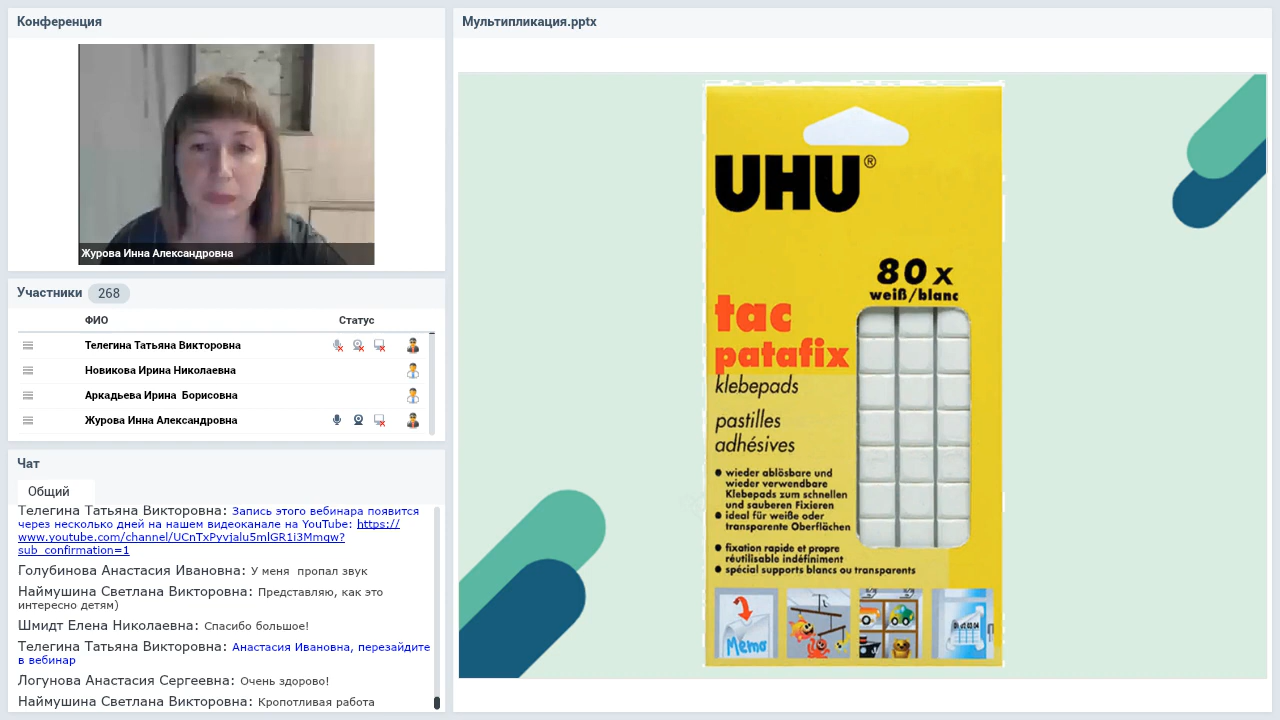 Конференция
Журова Инна Александровна
Участники 268
ФИО Статус
Телегина Татьяна Викторовна
Новикова Ирина Николаевна
Аркадьева Ирина  Борисовна
Журова Инна Александровна
Чат
Общий
Телегина Татьяна Викторовна: Запись этого вебинара появится
через несколько дней на нашем видеоканале на YouTube: https://
www.youtube.com/channel/UCnTxPyvjalu5mlGR1i3Mmqw?
sub_confirmation=1
Голубинова Анастасия Ивановна: У меня  пропал звук
Наймушина Светлана Викторовна: Представляю, как это
интересно детям)
Шмидт Елена Николаевна: Спасибо большое!
Телегина Татьяна Викторовна: Анастасия Ивановна, перезайдите
в вебинар
Логунова Анастасия Сергеевна: Очень здорово!
Наймушина Светлана Викторовна: Кропотливая работа
Мультипликация.pptx
UHU®
80 x
weiß/blanc
tac
patafix
klebepads
pastilles
adhésives
● wieder ablösbare und
wieder verwendbare
Klebepads zum schnellen
und sauberen Fixieren
● ideal für weiße oder
transparente Oberflächen
● fixation rapide et propre
réutilisable indéfiniment
● spécial supports blancs ou transparents
Memo